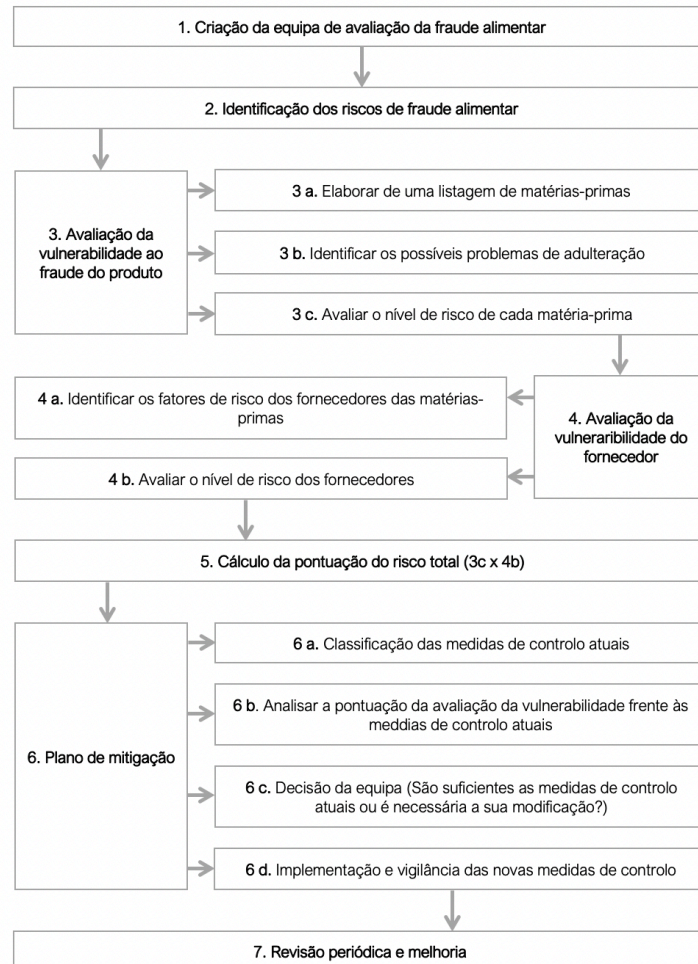 1. Criação da equipa de avaliação da fraude alimentar
2. Identificação dos riscos de fraude alimentar
3. Avaliação da
vulnerabilidade ao
fraude do produto
3 a. Elaborar de uma listagem de matérias-primas
3 b. Identificar os possíveis problemas de adulteração
3 c. Avaliar o nível de risco de cada matéria-prima
4 a. Identificar os fatores de risco dos fornecedores das matérias-
primas
4. Avaliação da
vulneraribilidade do
fornecedor
4 b. Avaliar o nível de risco dos fornecedores
5. Cálculo da pontuação do risco total (3c x 4b)
6. Plano de mitigação
6 a. Classificação das medidas de controlo atuais
6 b. Analisar a pontuação da avaliação da vulnerabilidade frente às
meddias de controlo atuais
6 c. Decisão da equipa (São suficientes as medidas de controlo
atuais ou é necessária a sua modificação?)
6 d. Implementação e vigilância das novas medidas de controlo
7. Revisão periódica e melhoria